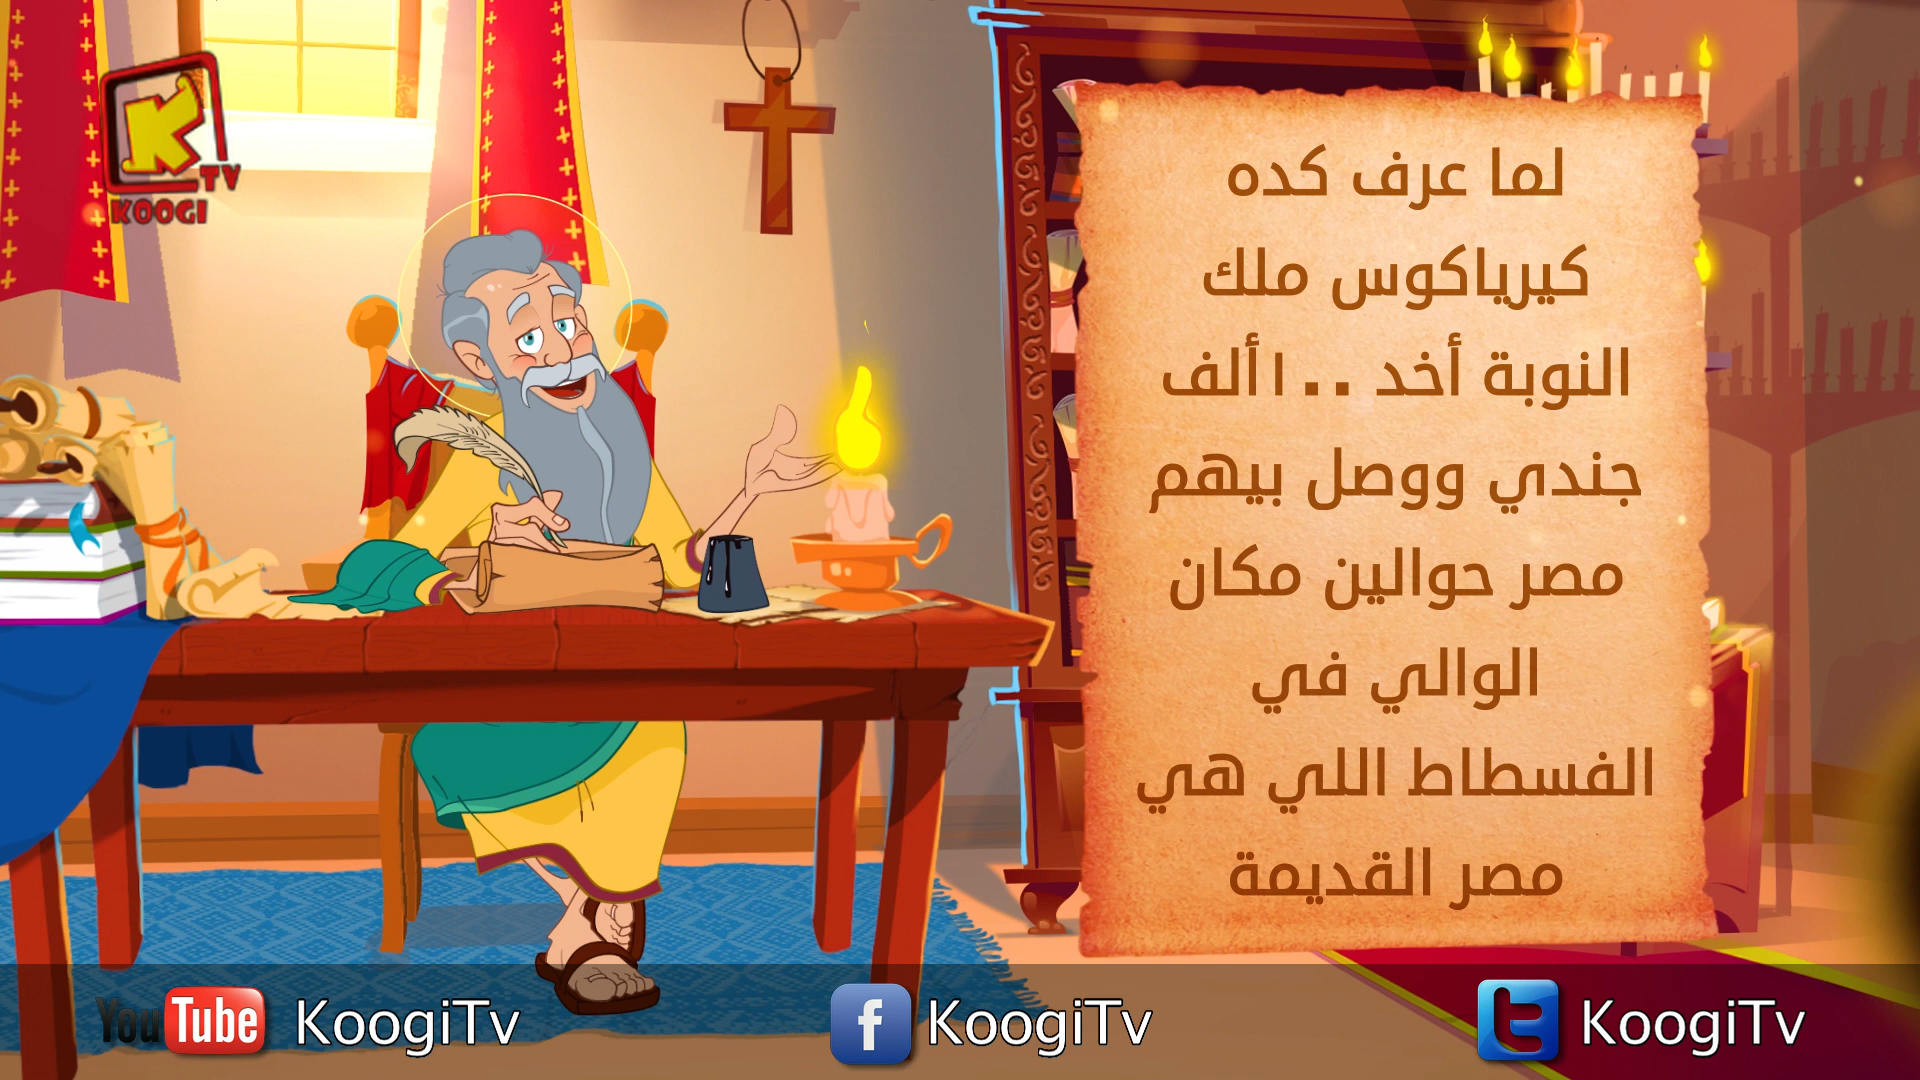 K TV
KOOGI
لما عرف كده
كيرياكوس ملك
النوبة أخد ١٠٠ألف
جندي ووصل بيهم
مصر حوالين مكان
الوالي في
الفسطاط اللي هي
مصر القديمة
YouTube KoogiTv
f KoogiTv
t KoogiTv